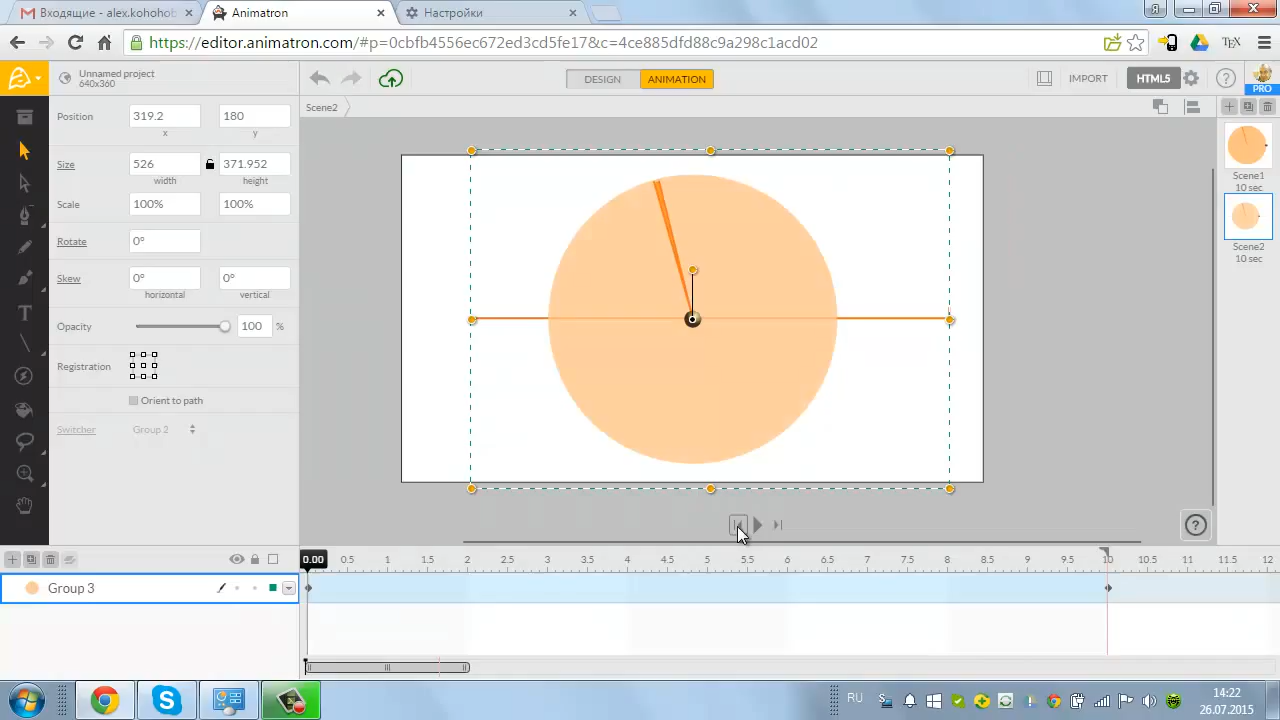 Входящие - alex.kohohob
Animatron
Настройки
https://editor.animatron.com/#p=0cbfb4556ec672ed3cd5fe17&c=4ce885dfd88c9a298c1acd02
TEX
Unnamed project
640x360
DESIGN
ANIMATION
IMPORT
HTML5
PRO
Scene2
Position
319.2
180
x
y
Size
526
371.952
width
height
Scale
100%
100%
Rotate
0°
Skew
0°
0°
horizontal
vertical
Opacity
100
%
Registration
Orient to path
Switcher
Group 2
Scene1
10 sec
Scene2
10 sec
0.00
0.5
1
1.5
2
2.5
3
3.5
4
4.5
5
5.5
6
6.5
7
7.5
8
8.5
9
9.5
10
10.5
11
11.5
12
Group 3
RU
14:22
26.07.2015